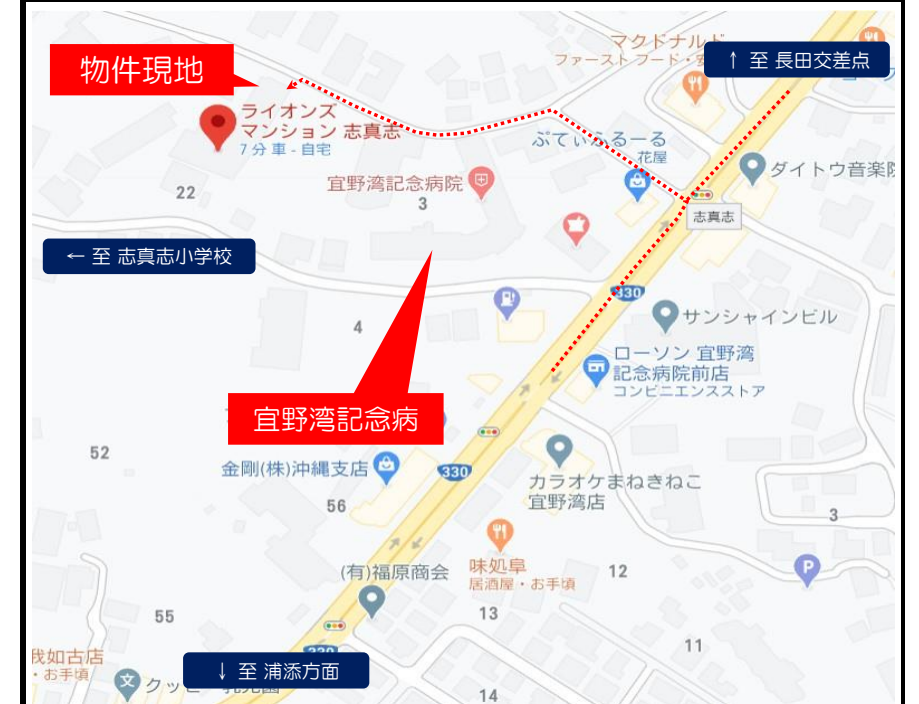 マクドナルド
ファーストフード・
↑ 至 長田交差点
物件現地
ライオンズ
マンション 志真志
7 分 車 - 自宅
ぷてぃふるーる
花屋
ダイトウ音楽院
宜野湾記念病院
3
22
志真志
← 至 志真志小学校
330
サンシャインビル
4
ローソン 宜野湾
記念病院前店
コンビニエンスストア
宜野湾記念病
52
金剛(株)沖縄支店
330
カラオケまねきねこ
宜野湾店
56
3
味処阜
居酒屋・お手頃
(有)福原商会
12
P
13
55
11
330
我如古店
・お手頃
↓ 至 浦添方面
文
クッ
14